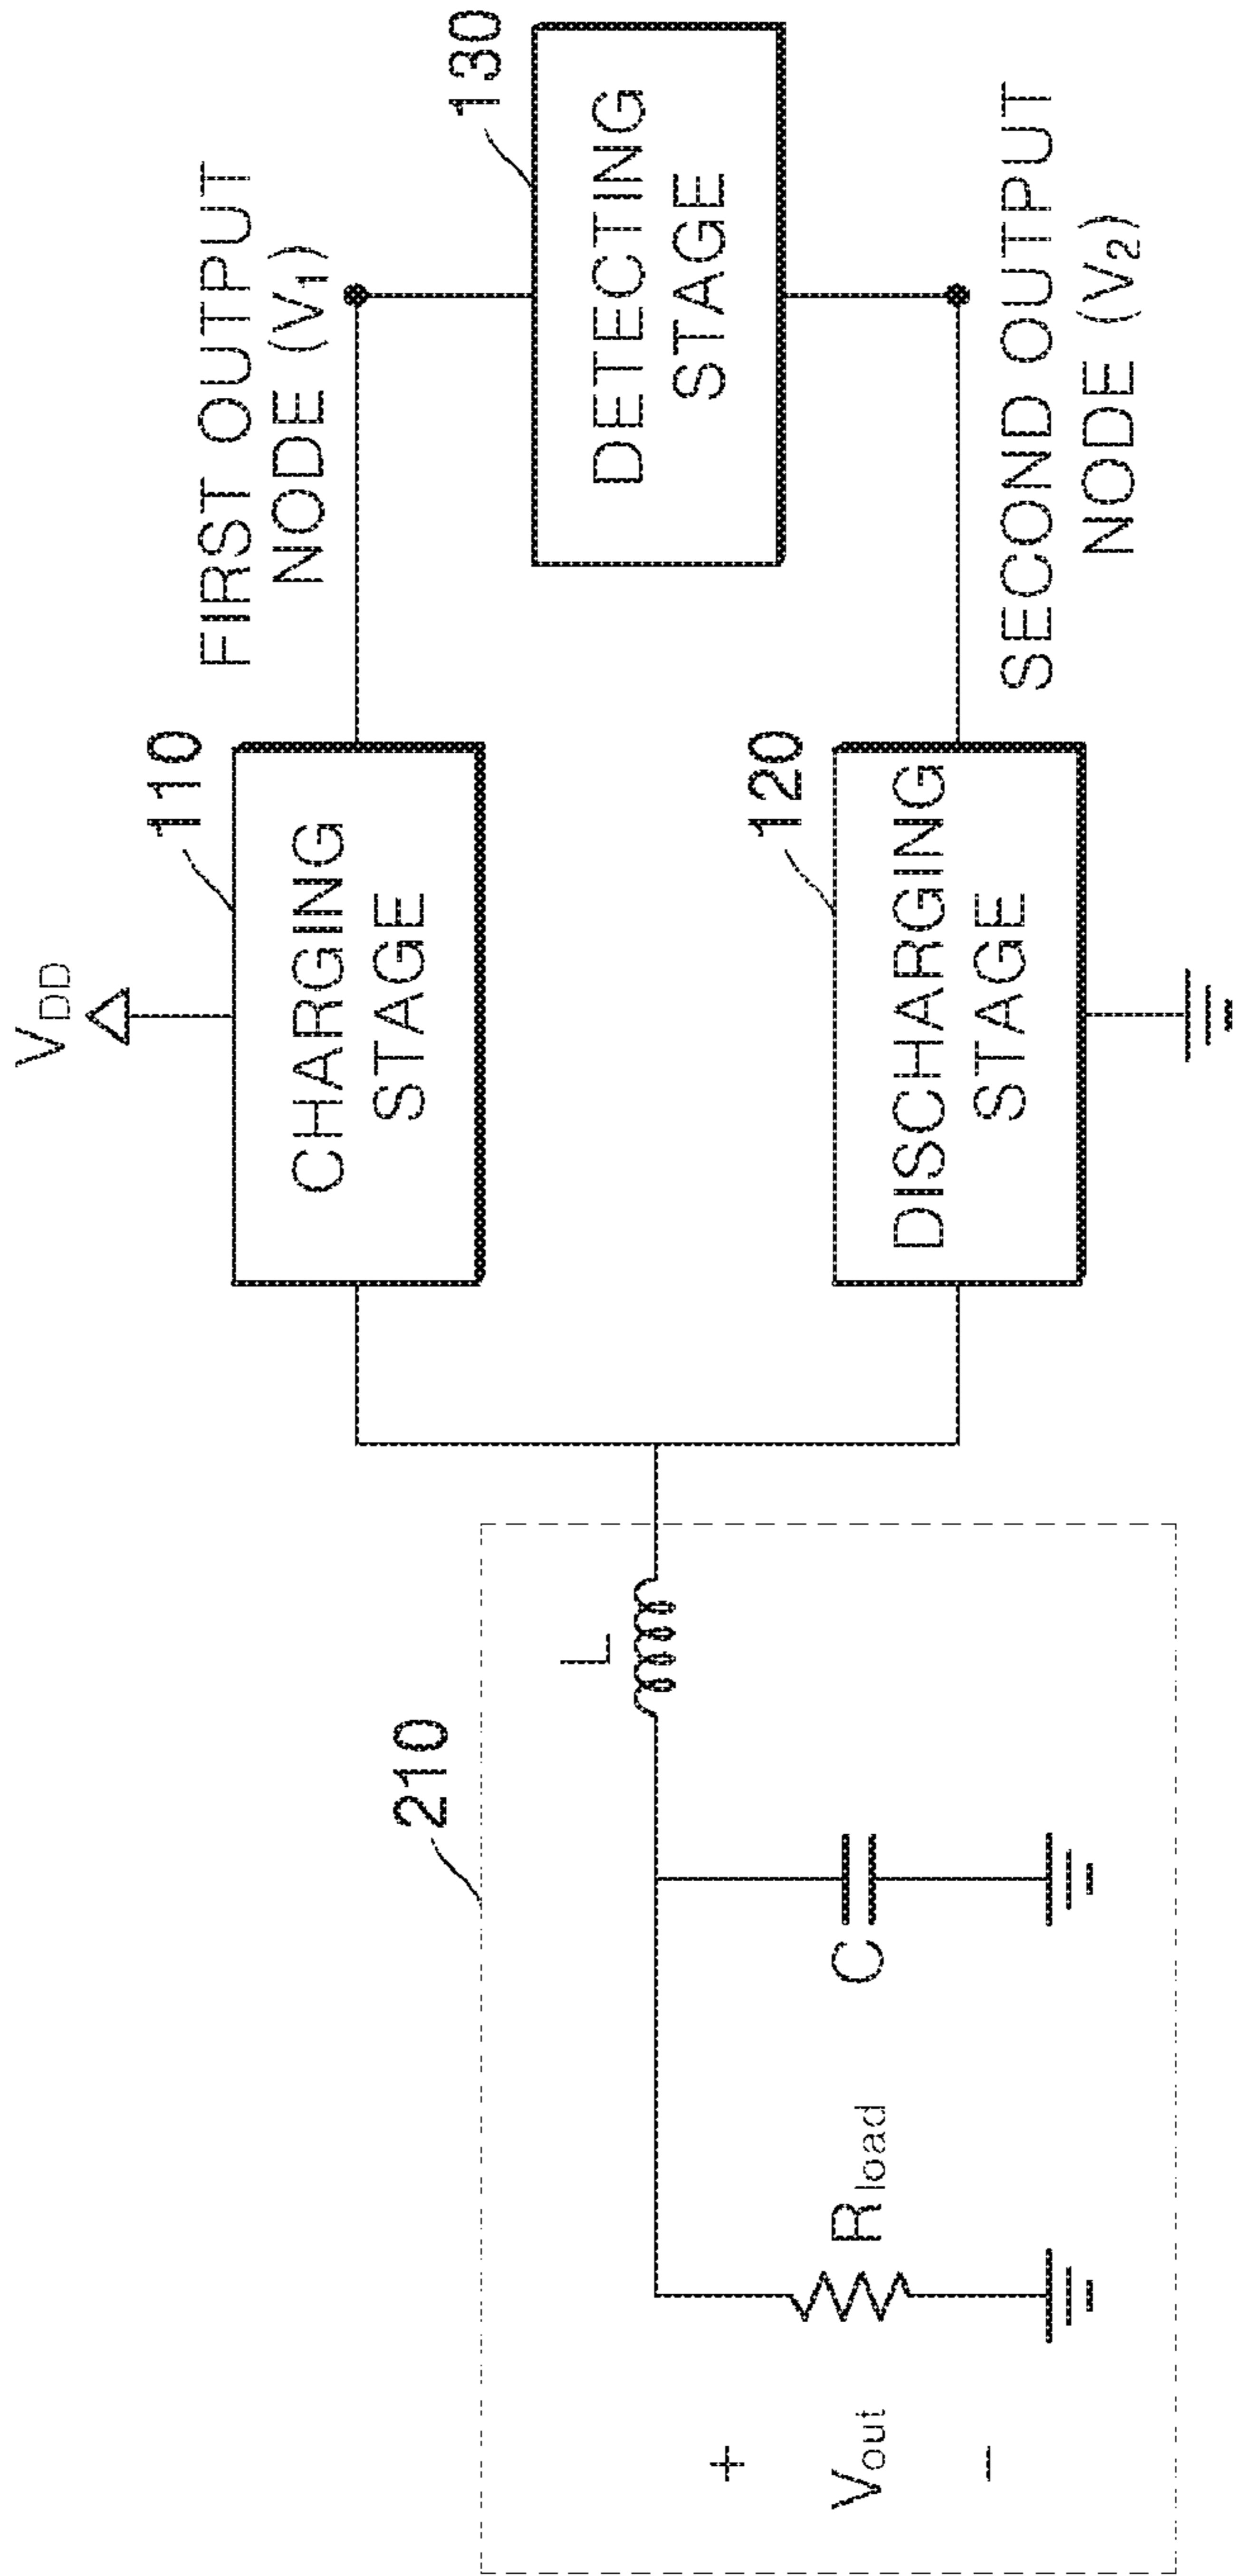 V_DD
110
CHARGING
STAGE
FIRST OUTPUT
NODE (V₁)
130
DETECTING
STAGE
210
L
C
R_load
+
V_out
−
120
DISCHARGING
STAGE
SECOND OUTPUT
NODE (V₂)